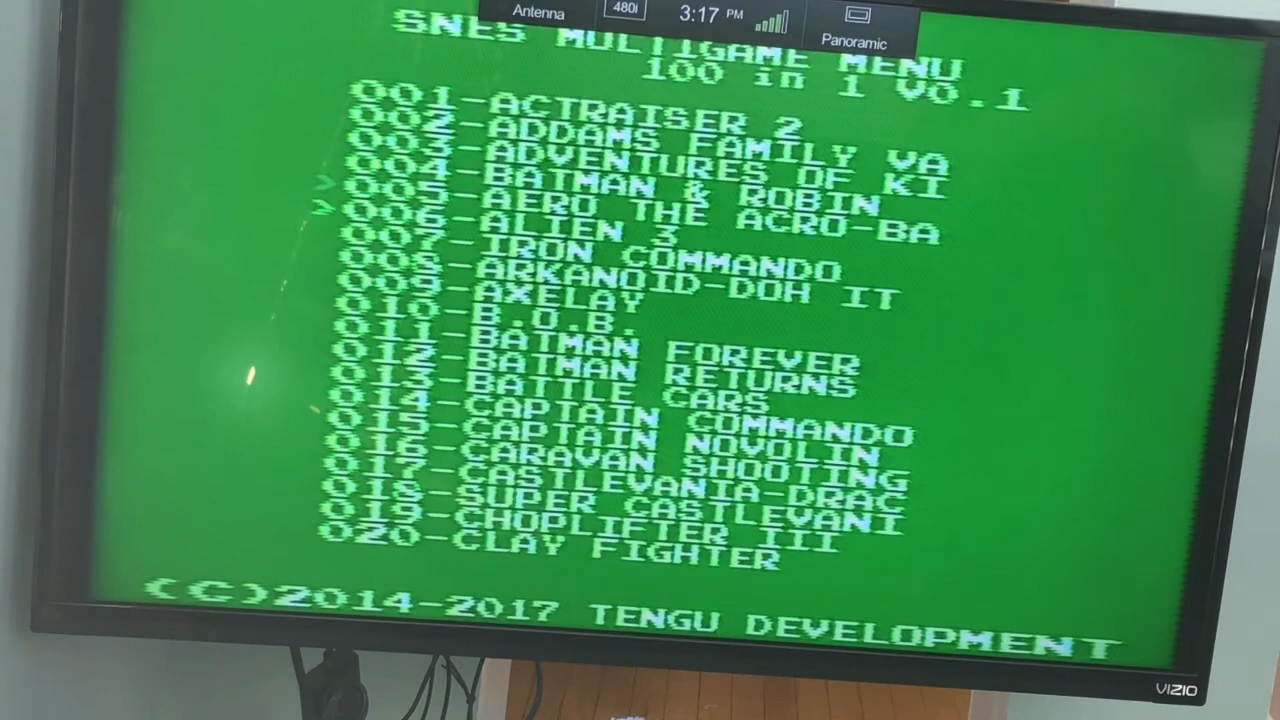 Antenna
480i
3:17 PM
Panoramic
SNES MULTIGAME MENU
100 in 1 V0.1
001-ACTRAISER 2
002-ADDAMS FAMILY VA
003-ADVENTURES OF KI
004-BATMAN & ROBIN
005-AERO THE ACRO-BA
006-ALIEN 3
007-IRON COMMANDO
008-ARKANOID-DOH IT
009-AXELAY
010-B.O.B.
011-BATMAN FOREVER
012-BATMAN RETURNS
013-BATTLE CARS
014-CAPTAIN COMMANDO
015-CAPTAIN NOVOLIN
016-CARAVAN SHOOTING
017-CASTLEVANIA-DRAC
018-SUPER CASTLEVANI
019-CHOPLIFTER III
020-CLAY FIGHTER
(C)2014-2017 TENGU DEVELOPMENT
VIZIO